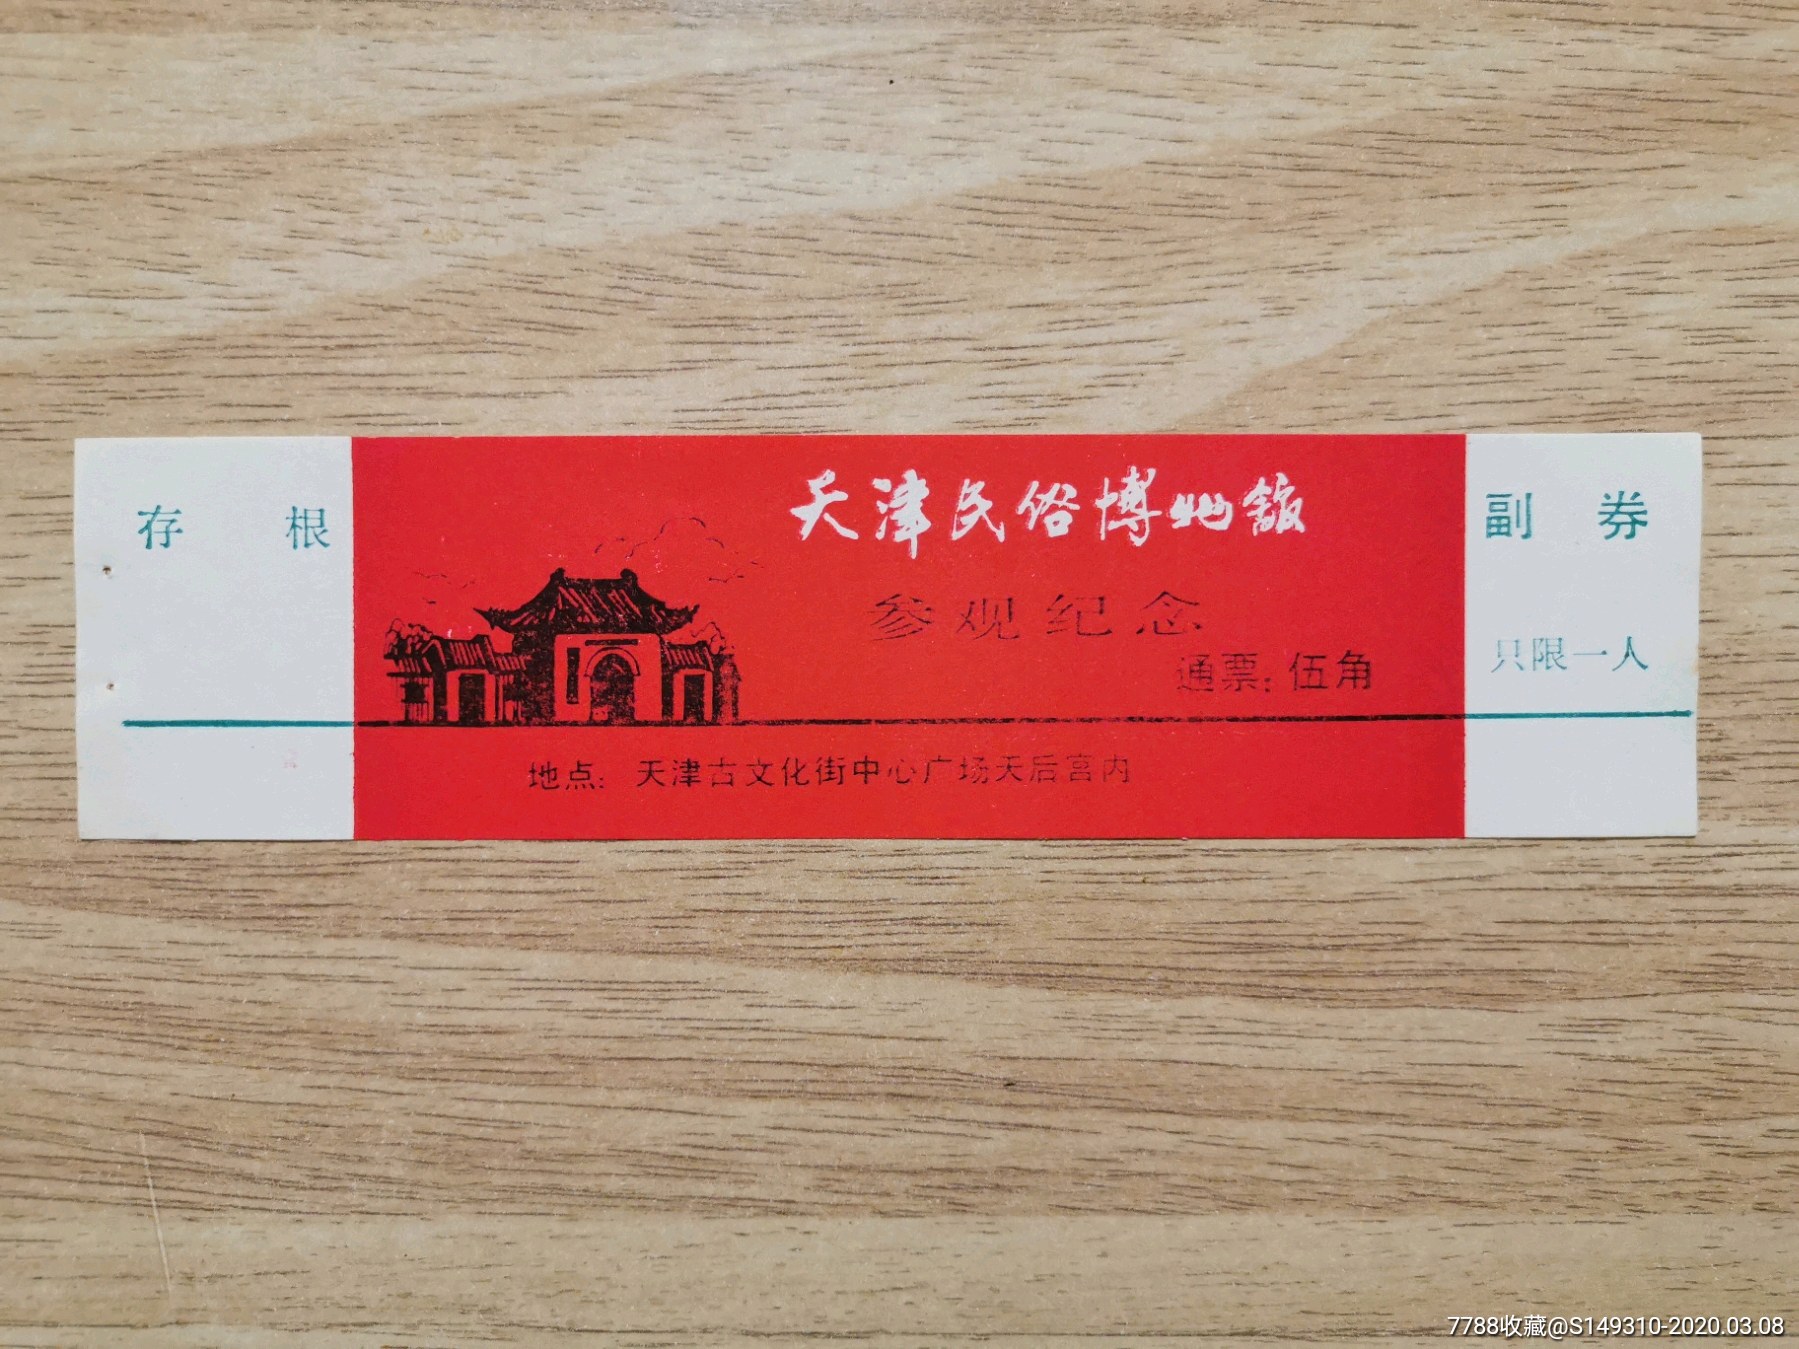 存 根
天津民俗博物馆
参观纪念
通票:伍角
地点: 天津古文化街中心广场天后宫内
副 券
只限一人
7788收藏@S149310-2020.03.08